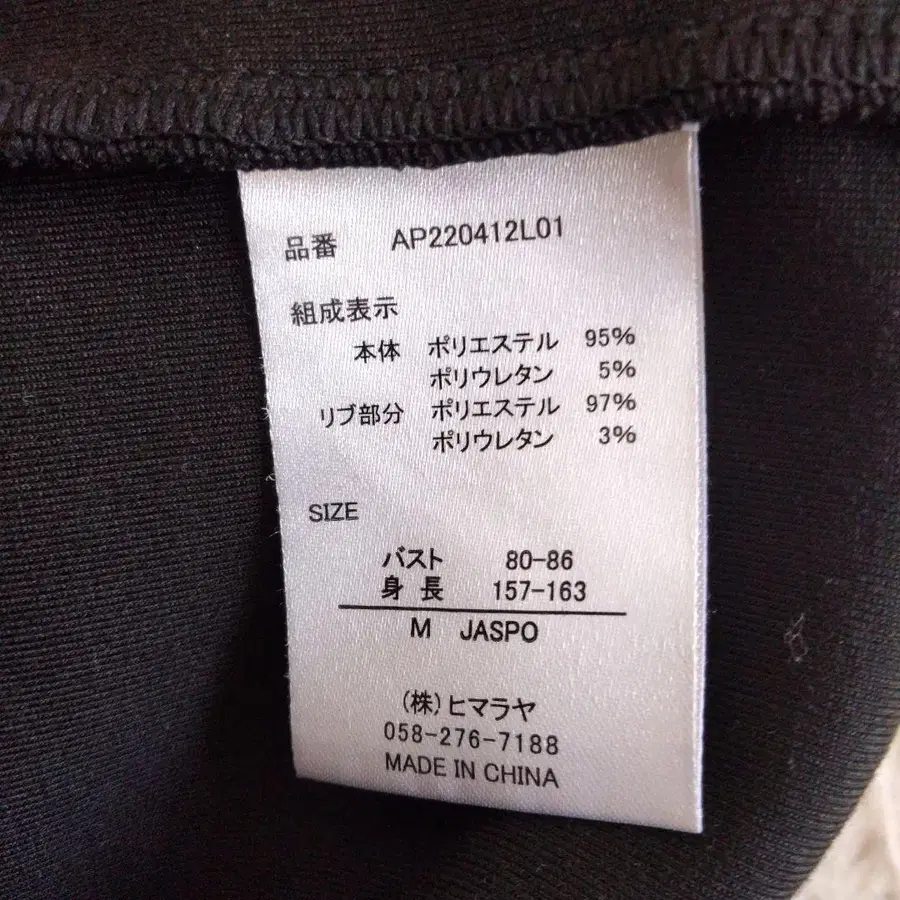 品番 AP220412L01
組成表示
本体 ポリエステル 95%
ポリウレタン 5%
リブ部分 ポリエステル 97%
ポリウレタン 3%
SIZE
バスト 80-86
身長 157-163
M JASPO
(株)ヒマラヤ
058-276-7188
MADE IN CHINA